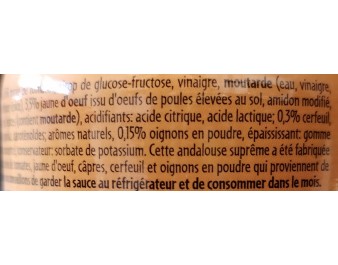 de glucose-fructose, vinaigre, moutarde (eau, vinaigre,
5% jaune d'oeuf issu d'oeufs de poules élevées au sol, amidon modifié,
moutarde), acidifiants: acide citrique, acide lactique; 0,3% cerfeuil,
arômes naturels, 0,15% oignons en poudre, épaississant: gomme
sorbate de potassium. Cette andalouse suprême a été fabriquée
jaune d'oeuf, câpres, cerfeuil et oignons en poudre qui proviennent de
de garder la sauce au réfrigérateur et de consommer dans le mois.